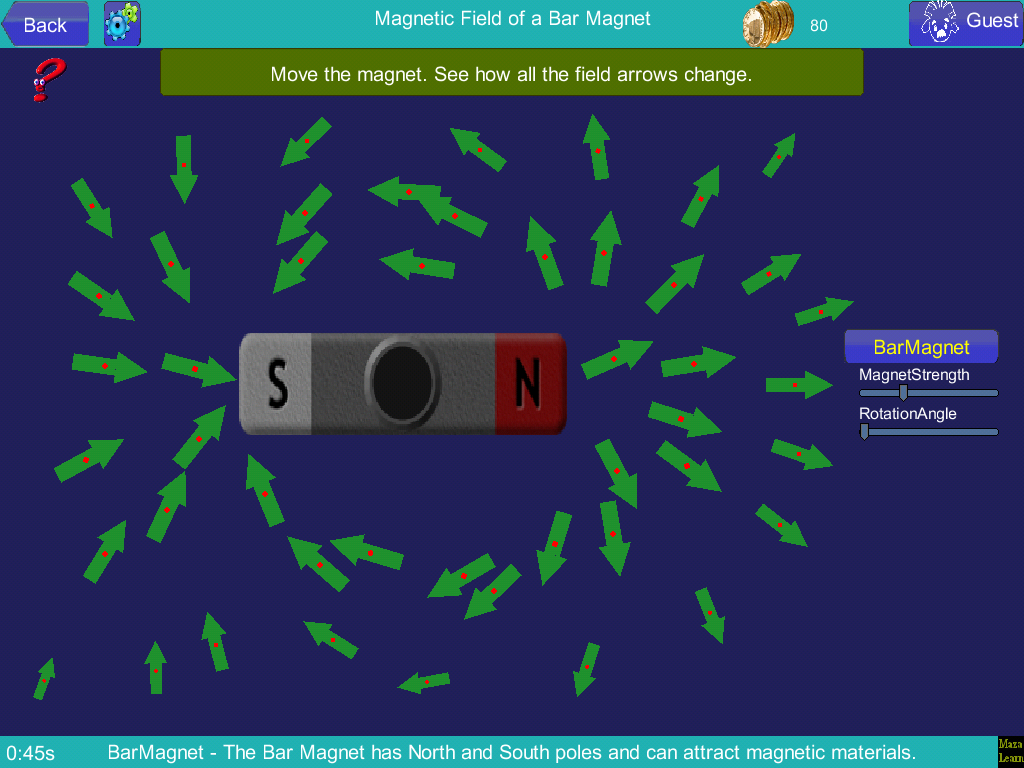 Back
Magnetic Field of a Bar Magnet
80
Guest
Move the magnet. See how all the field arrows change.
S
N
BarMagnet
MagnetStrength
RotationAngle
0:45s
BarMagnet - The Bar Magnet has North and South poles and can attract magnetic materials.
Maza
Learn